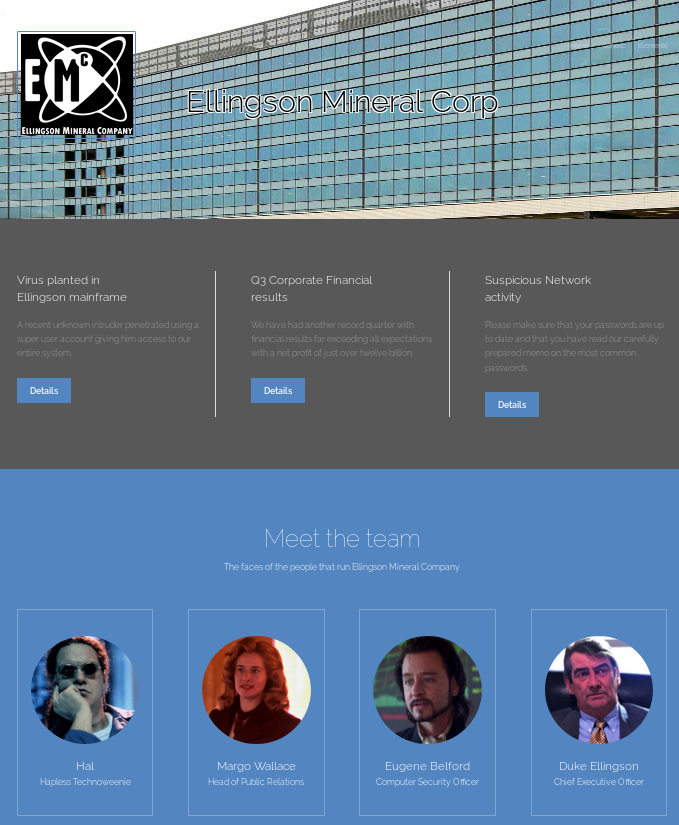 Elements
EMC
ELLINGSON MINERAL COMPANY
Ellingson Mineral Corp
Virus planted in
Ellingson mainframe
A recent unknown intruder penetrated using a
super user account giving him access to our
entire system.
Details
Q3 Corporate Financial
results
We have had another record quarter with
financial results far exceeding all expectations
with a net profit of just over twelve billion.
Details
Suspicious Network
activity
Please make sure that your passwords are up
to date and that you have read our carefully
prepared memo on the most common
passwords.
Details
Meet the team
The faces of the people that run Ellingson Mineral Company
Hal
Hapless Technoweenie
Margo Wallace
Head of Public Relations
Eugene Belford
Computer Security Officer
Duke Ellingson
Chief Executive Officer